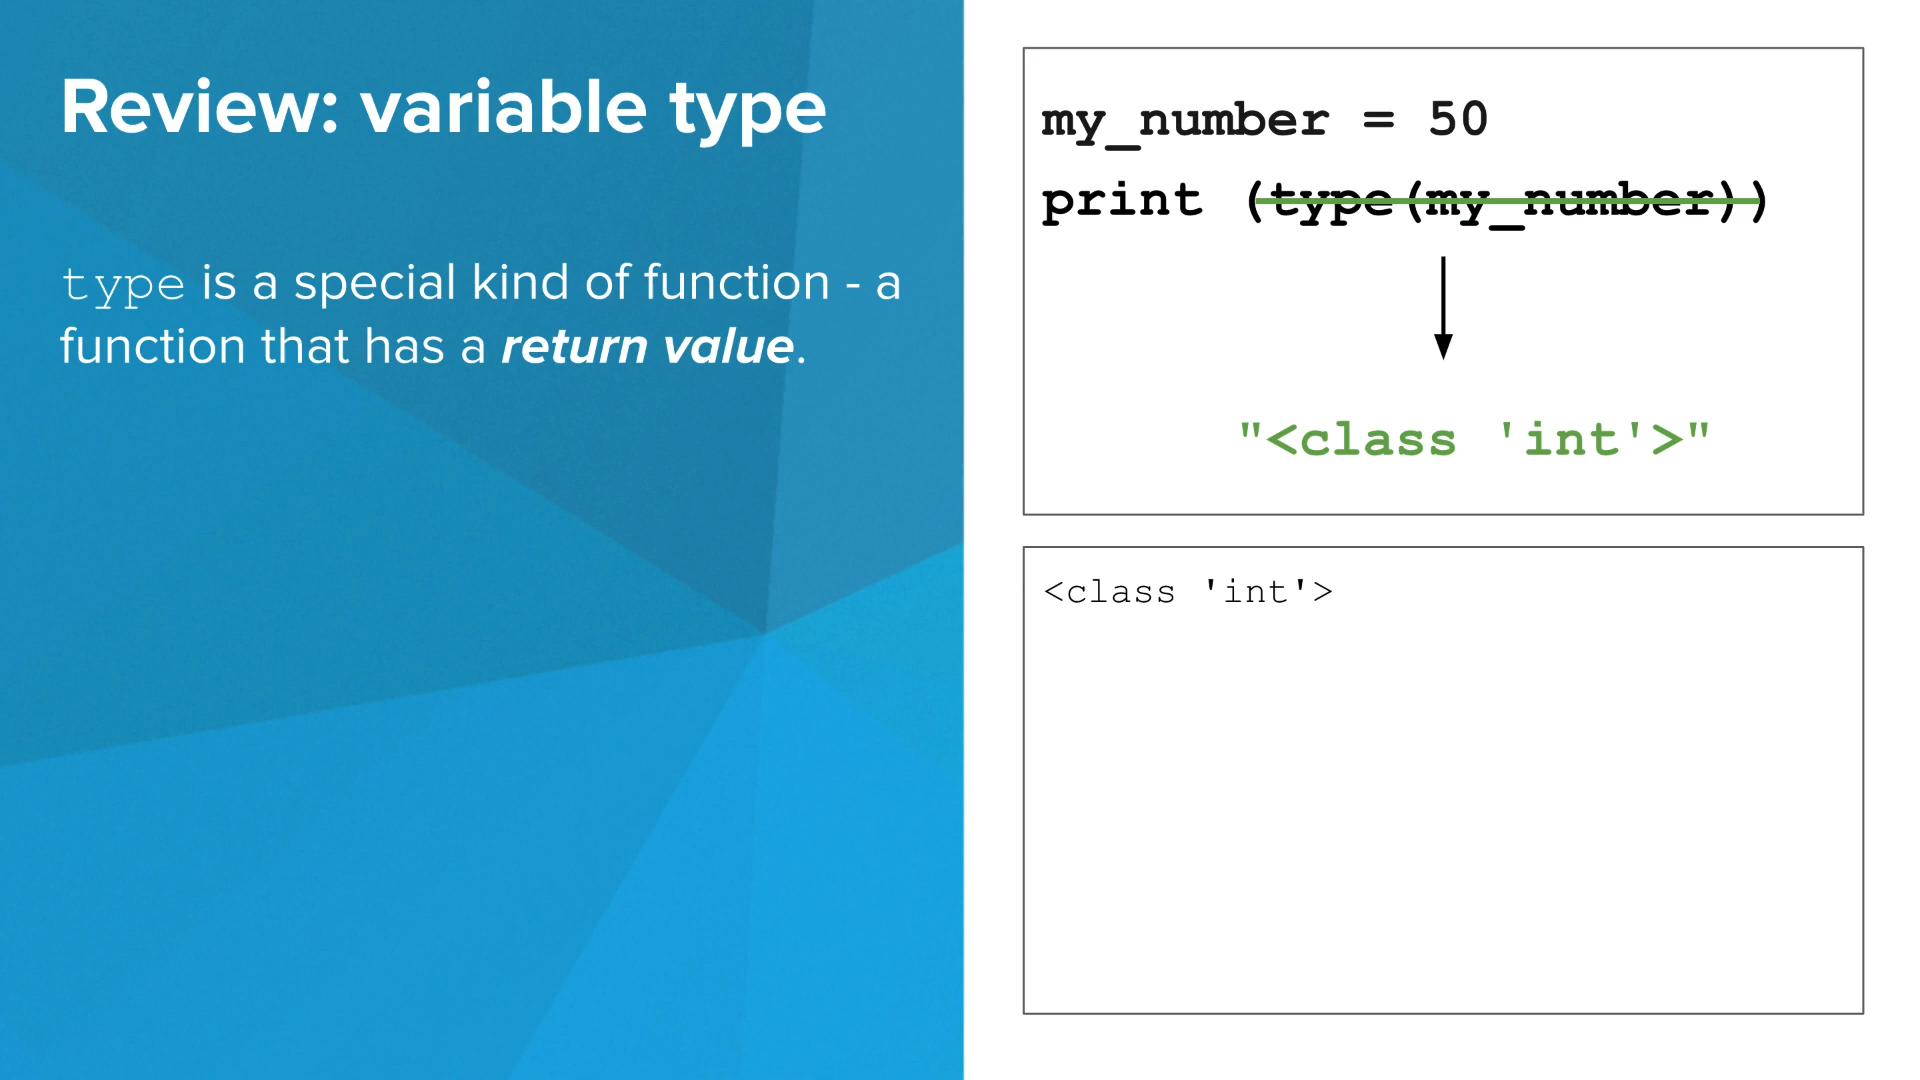 Review: variable type
type is a special kind of function - a
function that has a return value.
my_number = 50
print (type(my_number))
"<class 'int'>"
<class 'int'>